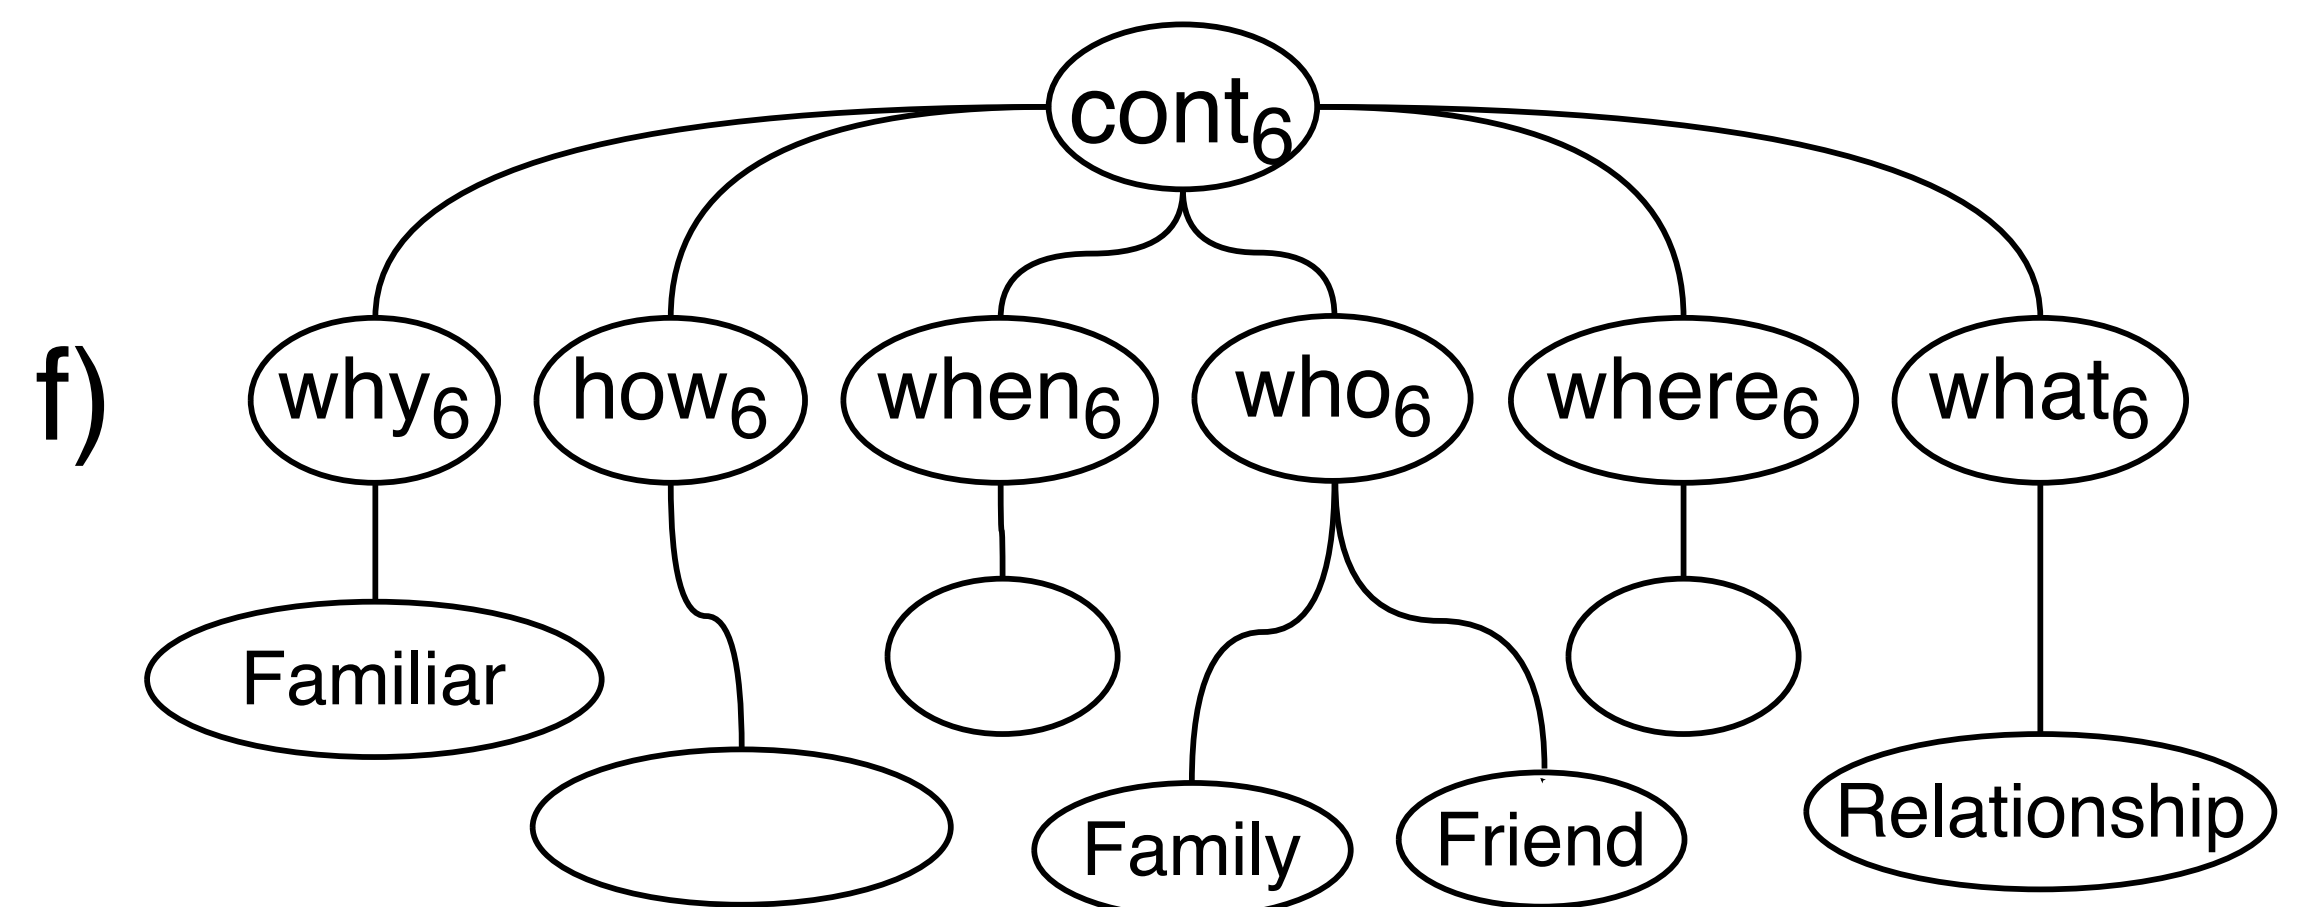 cont6
f) why6 how6 when6 who6 where6 what6
Familiar
Family Friend Relationship